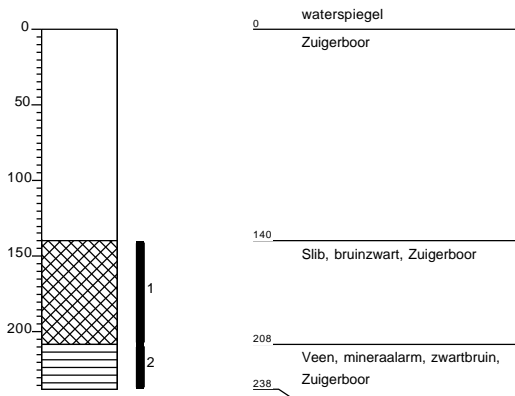 waterspiegel
0
0
Zuigerboor
50
100
140
150
Slib, bruinzwart, Zuigerboor
1
200
208
Veen, mineraalarm, zwartbruin,
2
Zuigerboor
238